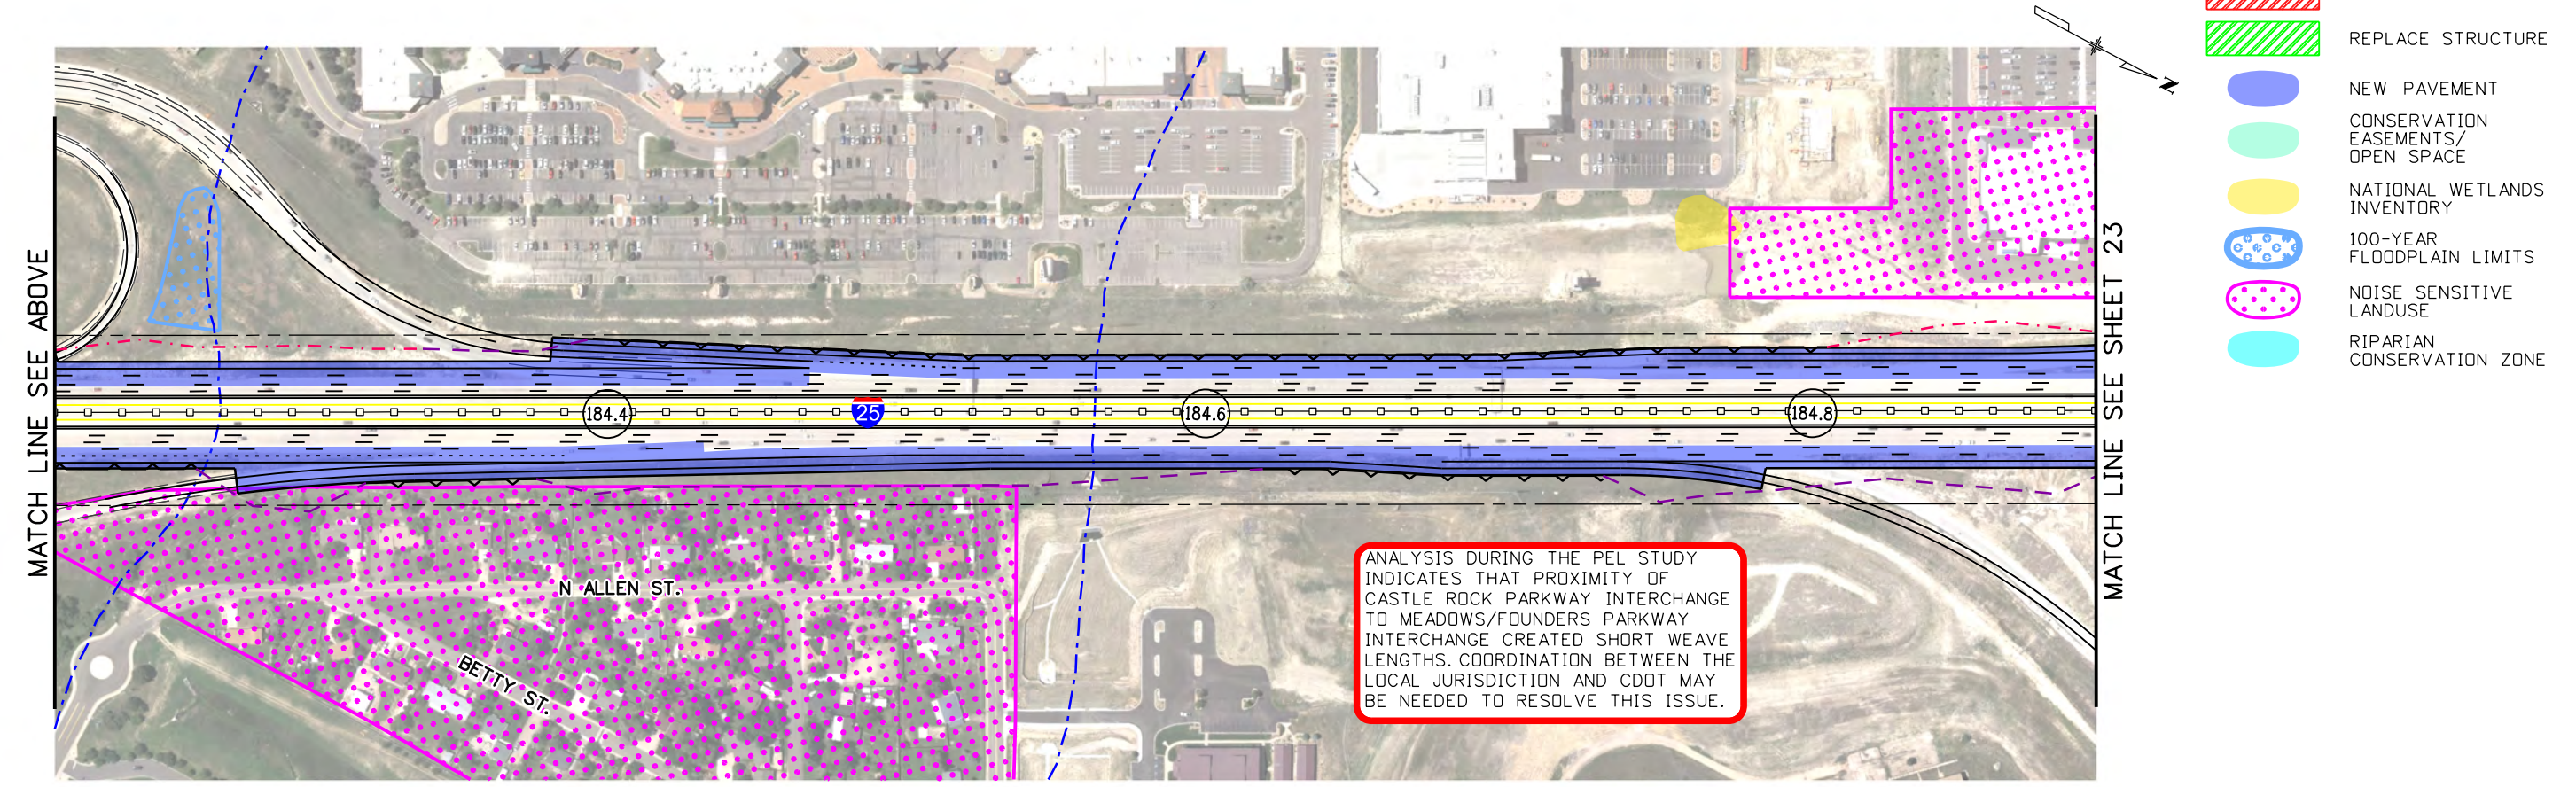 REPLACE STRUCTURE
NEW PAVEMENT
CONSERVATION
EASEMENTS/
OPEN SPACE
NATIONAL WETLANDS
INVENTORY
100-YEAR
FLOODPLAIN LIMITS
NOISE SENSITIVE
LANDUSE
RIPARIAN
CONSERVATION ZONE
N
MATCH LINE SEE ABOVE
184.4
25
184.6
184.8
MATCH LINE SEE SHEET 23
N ALLEN ST.
BETTY ST.
ANALYSIS DURING THE PEL STUDY
INDICATES THAT PROXIMITY OF
CASTLE ROCK PARKWAY INTERCHANGE
TO MEADOWS/FOUNDERS PARKWAY
INTERCHANGE CREATED SHORT WEAVE
LENGTHS. COORDINATION BETWEEN THE
LOCAL JURISDICTION AND CDOT MAY
BE NEEDED TO RESOLVE THIS ISSUE.